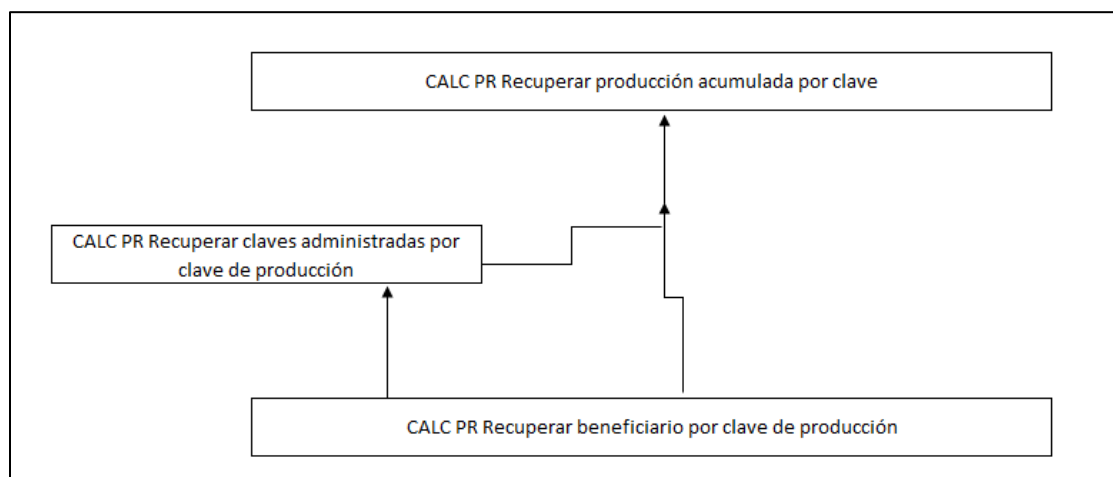 CALC PR Recuperar producción acumulada por clave
CALC PR Recuperar claves administradas por
clave de producción
CALC PR Recuperar beneficiario por clave de producción